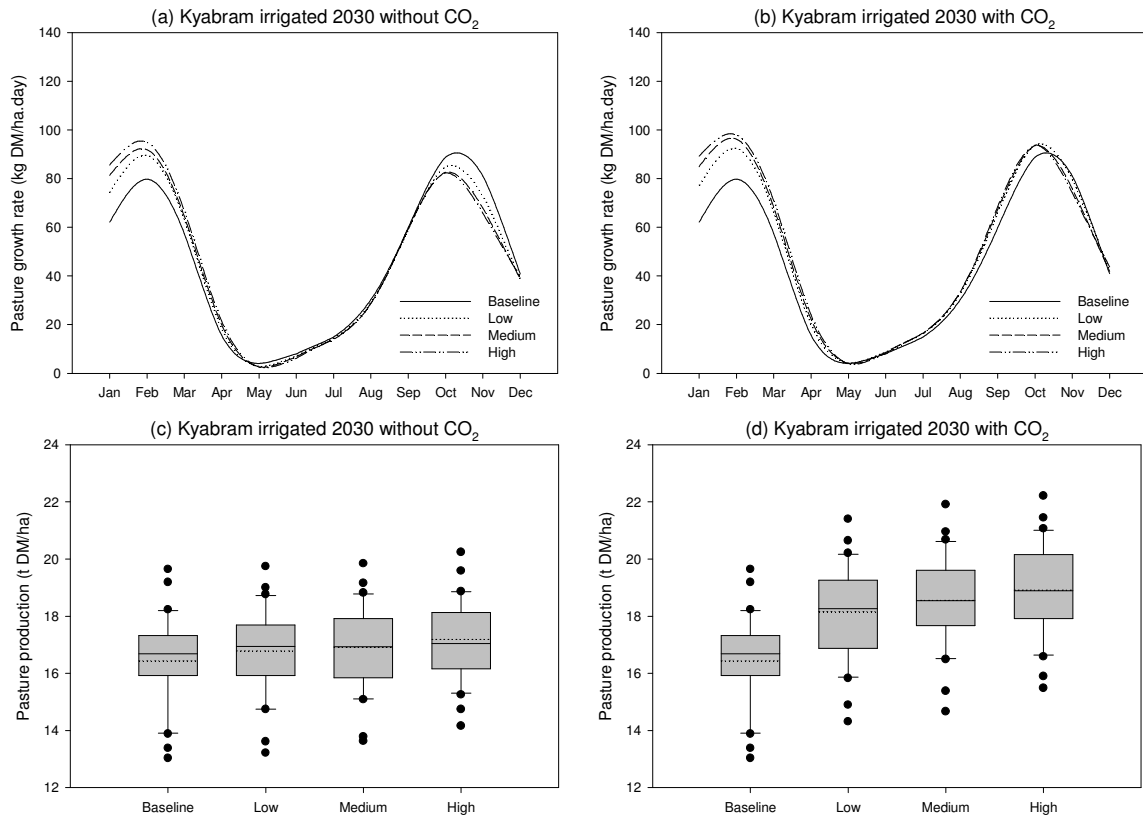 (a) Kyabram irrigated 2030 without CO2
Pasture growth rate (kg DM/ha.day)
140
120
100
80
60
40
20
0
Baseline
Low
Medium
High
Jan Feb Mar Apr May Jun Jul Aug Sep Oct Nov Dec
(b) Kyabram irrigated 2030 with CO2
Pasture growth rate (kg DM/ha.day)
140
120
100
80
60
40
20
0
Baseline
Low
Medium
High
Jan Feb Mar Apr May Jun Jul Aug Sep Oct Nov Dec
(c) Kyabram irrigated 2030 without CO2
Pasture production (t DM/ha)
24
22
20
18
16
14
12
Baseline Low Medium High
(d) Kyabram irrigated 2030 with CO2
Pasture production (t DM/ha)
24
22
20
18
16
14
12
Baseline Low Medium High